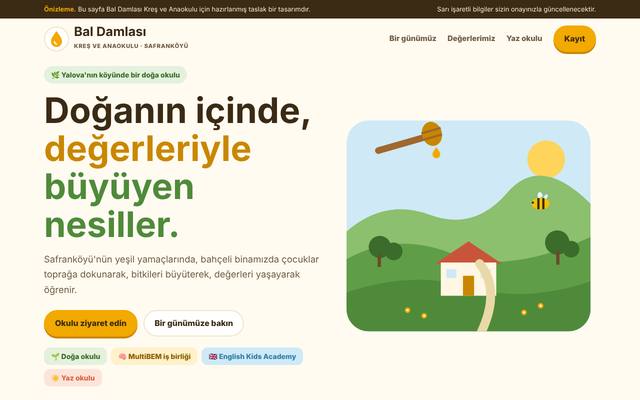 Önizleme. Bu sayfa Bal Damlası Kreş ve Anaokulu için hazırlanmış taslak bir tasarımdır.
Sarı işaretli bilgiler sizin onayınızla güncellenecektir.
Bal Damlası
KREŞ VE ANAOKULU · SAFRANKÖYÜ
Bir günümüz
Değerlerimiz
Yaz okulu
Kayıt
Yalova'nın köyünde bir doğa okulu
Doğanın içinde,
değerleriyle
büyüyen
nesiller.
Safranköyü'nün yeşil yamaçlarında, bahçeli binamızda çocuklar
toprağa dokunarak, bitkileri büyüterek, değerleri yaşayarak
öğrenir.
Okulu ziyaret edin
Bir günümüze bakın
Doğa okulu
MultiBEM iş birliği
English Kids Academy
Yaz okulu